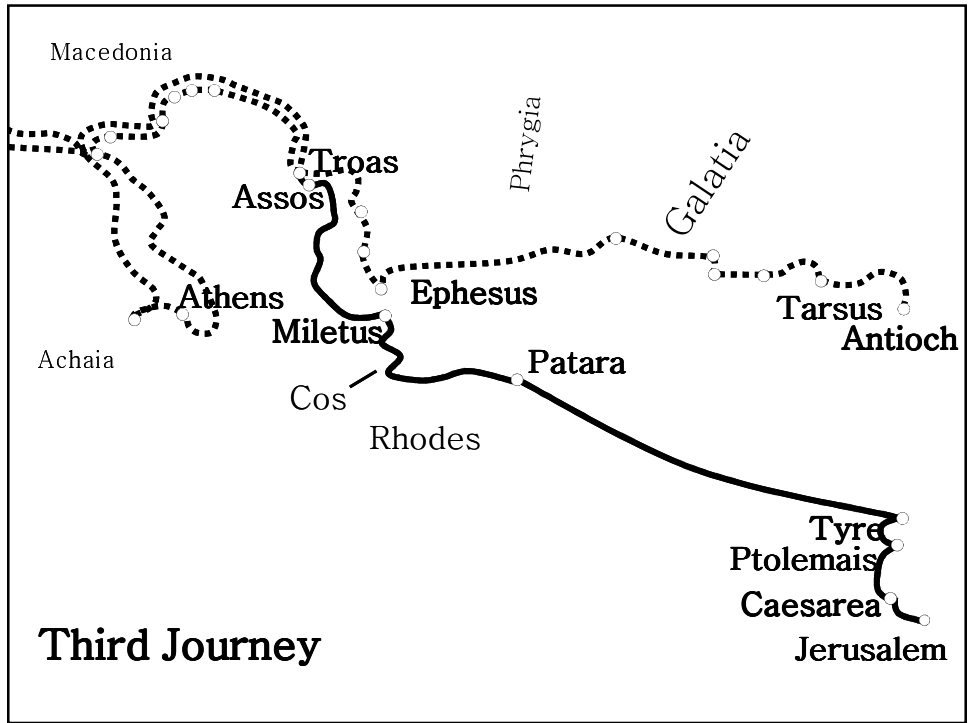 Macedonia
Phrygia
Galatia
Troas
Assos
Ephesus
Athens
Tarsus
Miletus
Antioch
Achaia
Patara
Cos
Rhodes
Tyre
Ptolemais
Caesarea
Third Journey
Jerusalem